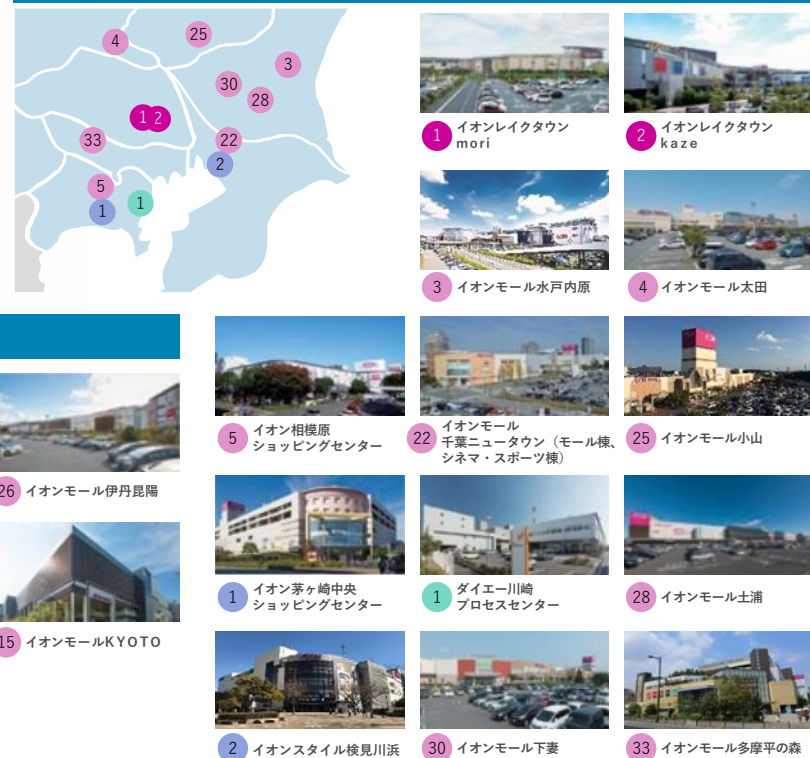 4
25
3
30
28
1
2
33
22
2
5
1
1
1 イオンレイクタウン
mori
2 イオンレイクタウン
kaze
3 イオンモール水戸内原
4 イオンモール太田
5 イオン相模原
ショッピングセンター
22 イオンモール
千葉ニュータウン（モール棟、
シネマ・スポーツ棟）
25 イオンモール小山
26 イオンモール伊丹昆陽
1 イオン茅ヶ崎中央
ショッピングセンター
1 ダイエー川崎
プロセスセンター
28 イオンモール土浦
15 イオンモールKYOTO
2 イオンスタイル検見川浜
30 イオンモール下妻
33 イオンモール多摩平の森